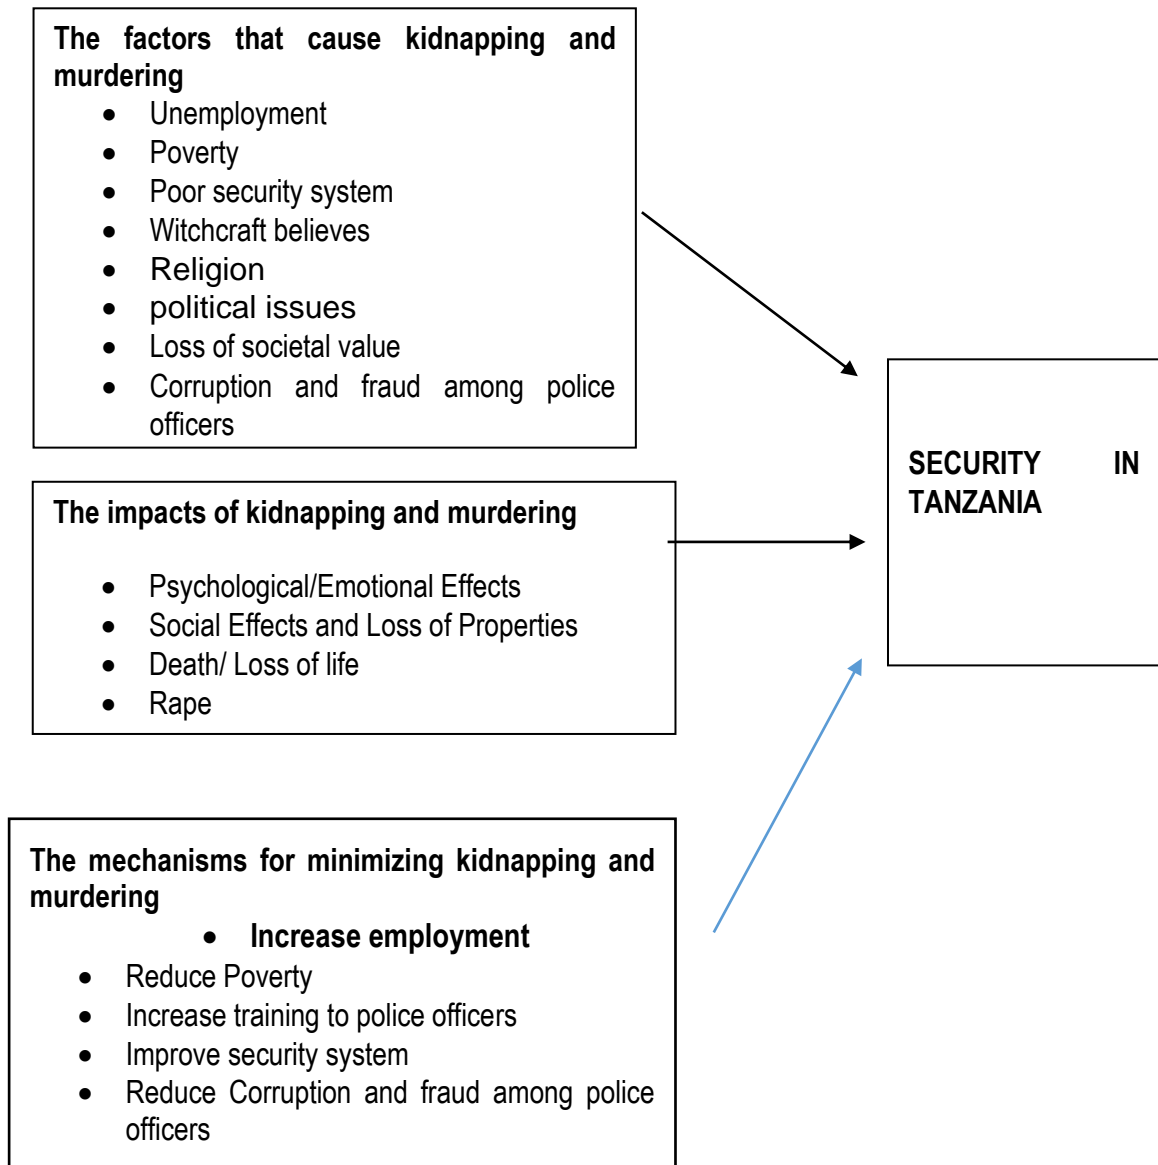 The factors that cause kidnapping and
murdering
• Unemployment
• Poverty
• Poor security system
• Witchcraft believes
• Religion
• political issues
• Loss of societal value
• Corruption and fraud among police
officers
SECURITY IN
TANZANIA
The impacts of kidnapping and murdering
• Psychological/Emotional Effects
• Social Effects and Loss of Properties
• Death/ Loss of life
• Rape
The mechanisms for minimizing kidnapping and
murdering
• Increase employment
• Reduce Poverty
• Increase training to police officers
• Improve security system
• Reduce Corruption and fraud among police
officers